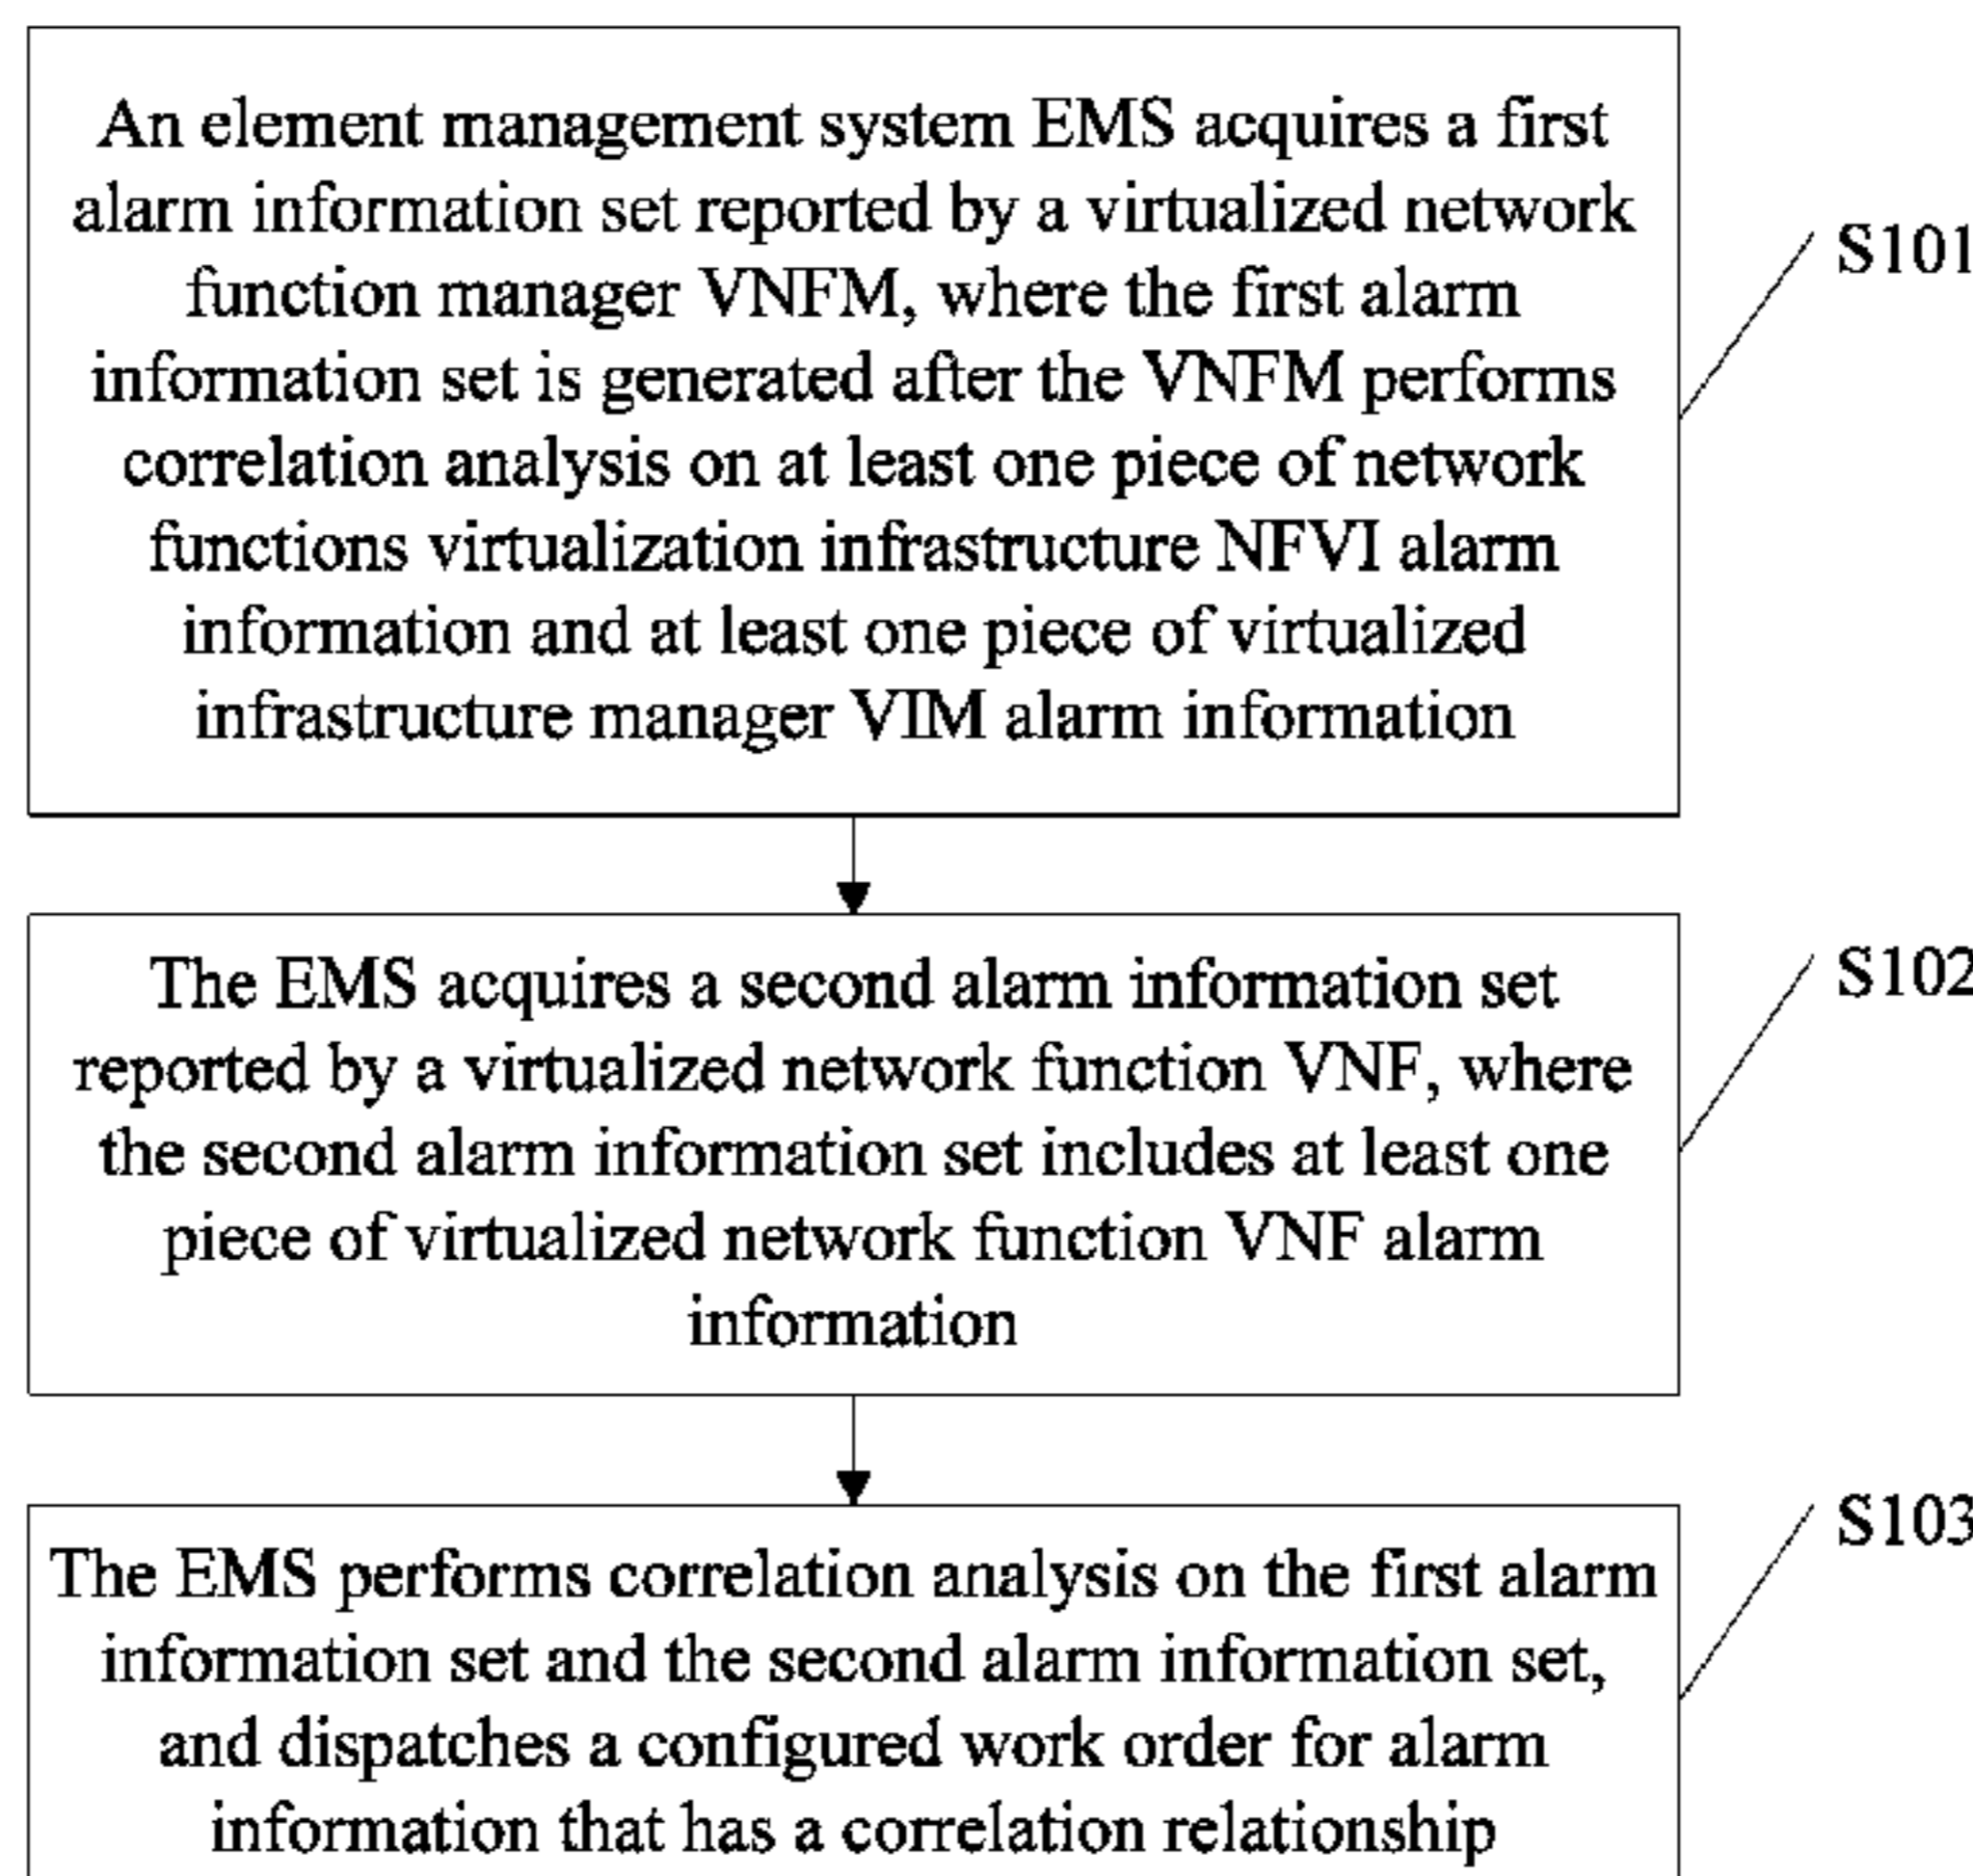 An element management system EMS acquires a first
alarm information set reported by a virtualized network
function manager VNFM, where the first alarm
information set is generated after the VNFM performs
correlation analysis on at least one piece of network
functions virtualization infrastructure NFVI alarm
information and at least one piece of virtualized
infrastructure manager VIM alarm information
S101
The EMS acquires a second alarm information set
reported by a virtualized network function VNF, where
the second alarm information set includes at least one
piece of virtualized network function VNF alarm
information
S102
The EMS performs correlation analysis on the first alarm
information set and the second alarm information set,
and dispatches a configured work order for alarm
information that has a correlation relationship
S103